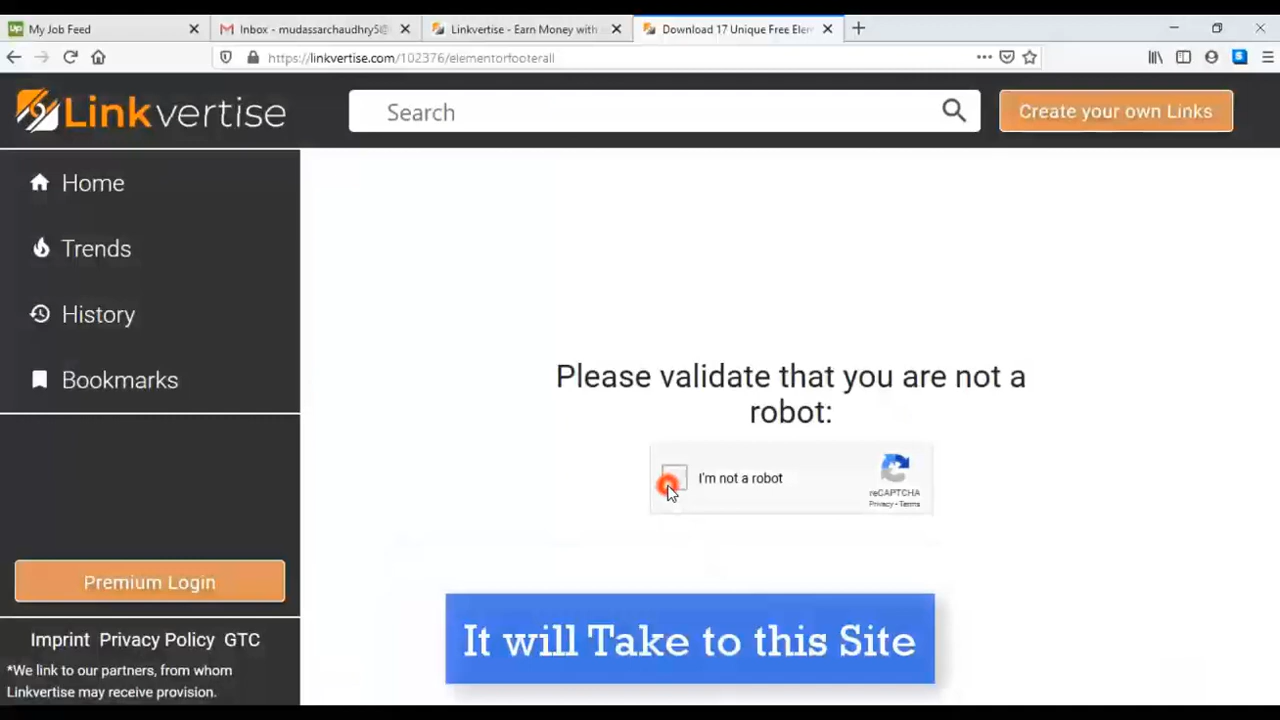 Up My Job Feed
Inbox - mudassarchaudhry5@
Linkvertise - Earn Money with
Download 17 Unique Free Elem
https://linkvertise.com/102376/elementorfooterall
Linkvertise
Search
Create your own Links
Home
Trends
History
Bookmarks
Please validate that you are not a
robot:
I'm not a robot
reCAPTCHA
Privacy - Terms
Premium Login
It will Take to this Site
Imprint Privacy Policy GTC
*We link to our partners, from whom
Linkvertise may receive provision.